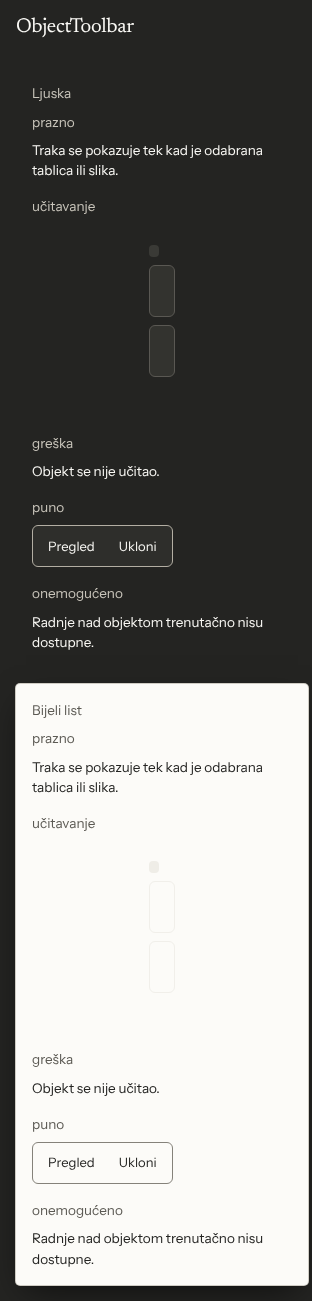 ObjectToolbar
Ljuska
prazno
Traka se pokazuje tek kad je odabrana
tablica ili slika.
učitavanje
greška
Objekt se nije učitao.
puno
Pregled Ukloni
onemogućeno
Radnje nad objektom trenutačno nisu
dostupne.
Bijeli list
prazno
Traka se pokazuje tek kad je odabrana
tablica ili slika.
učitavanje
greška
Objekt se nije učitao.
puno
Pregled Ukloni
onemogućeno
Radnje nad objektom trenutačno nisu
dostupne.